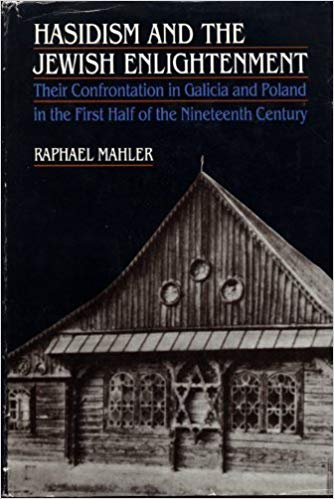 HASIDISM AND THE
JEWISH ENLIGHTENMENT
Their Confrontation in Galicia and Poland
in the First Half of the Nineteenth Century
RAPHAEL MAHLER